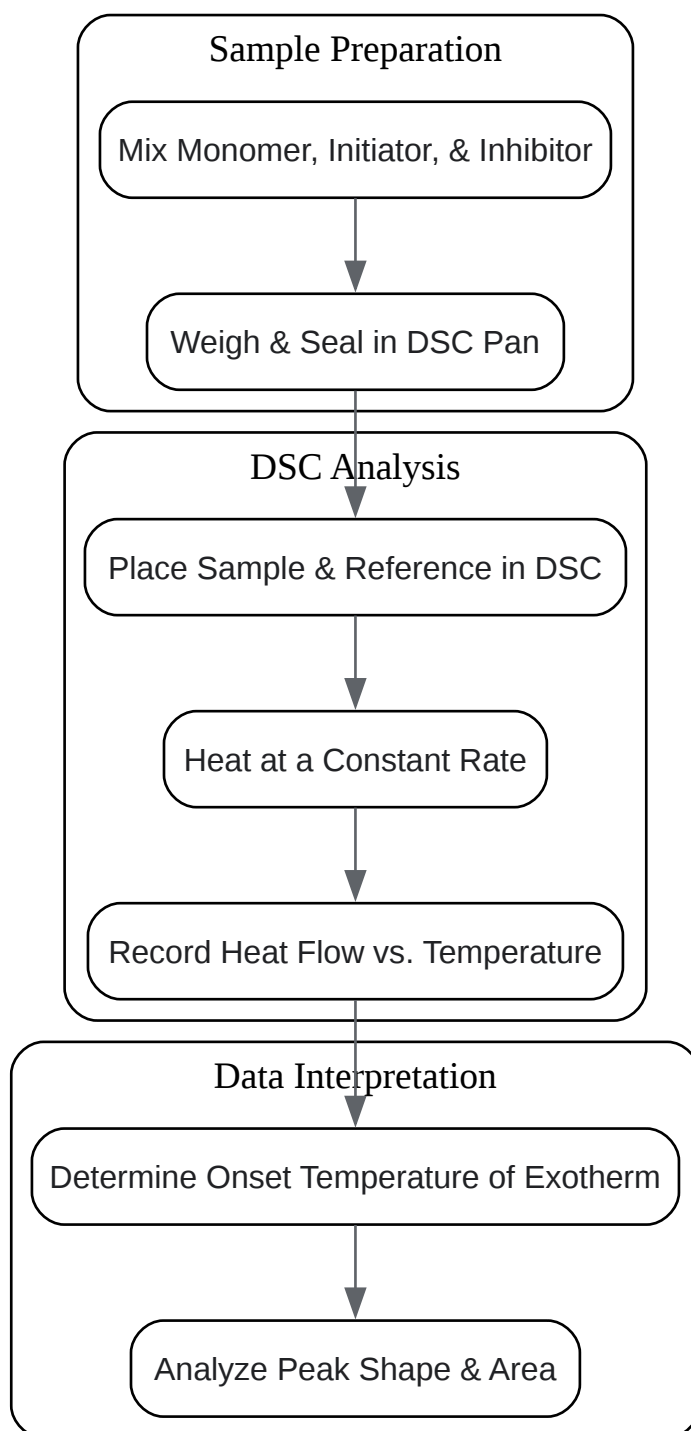 Sample Preparation
Mix Monomer, Initiator, & Inhibitor
Weigh & Seal in DSC Pan
DSC Analysis
Place Sample & Reference in DSC
Heat at a Constant Rate
Record Heat Flow vs. Temperature
Data Interpretation
Determine Onset Temperature of Exotherm
Analyze Peak Shape & Area